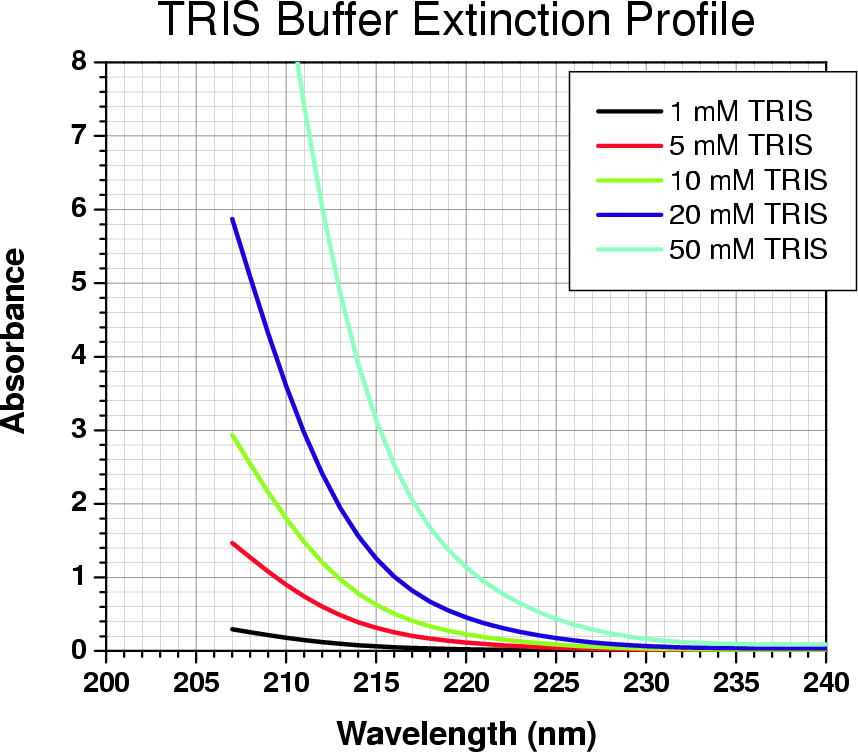 TRIS Buffer Extinction Profile
8
7
6
5
4
3
2
1
0
Absorbance
1 mM TRIS
5 mM TRIS
10 mM TRIS
20 mM TRIS
50 mM TRIS
200 205 210 215 220 225 230 235 240
Wavelength (nm)